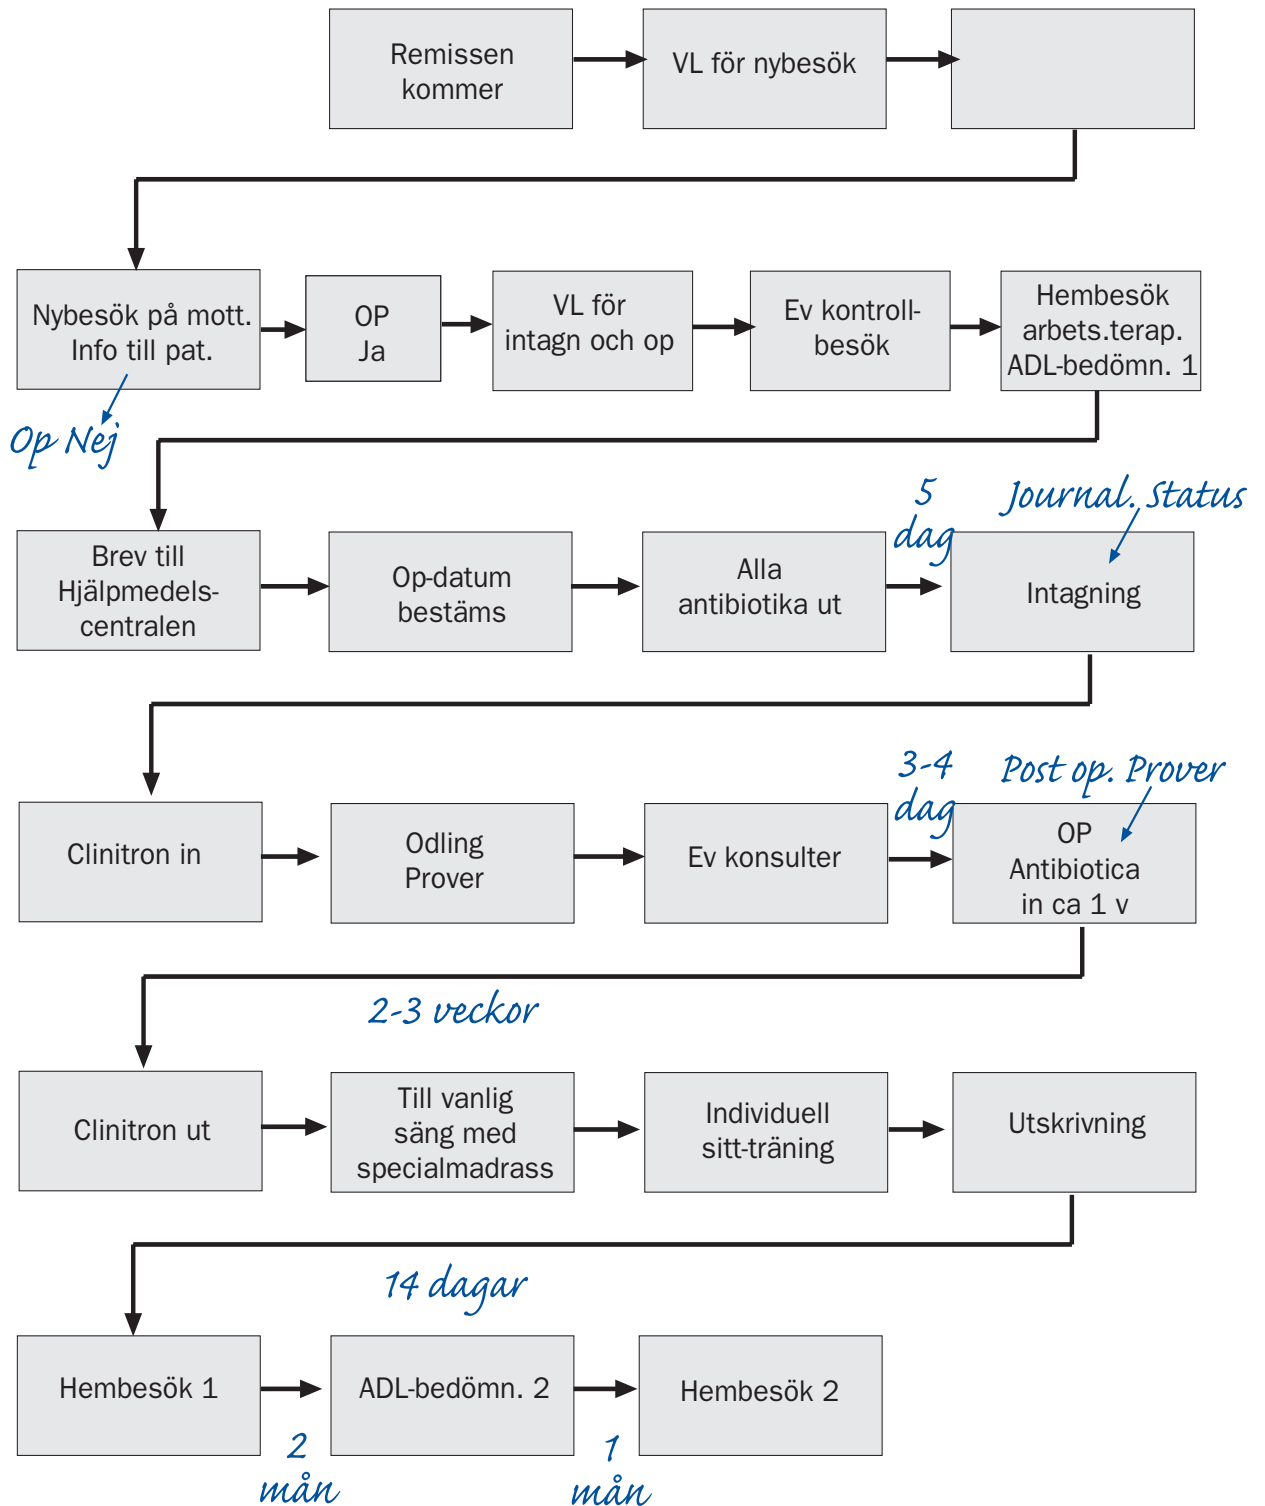 Remissen
kommer
VL för nybesök
Nybesök på mott.
Info till pat.
OP
Ja
VL för
intagn och op
Ev kontroll-
besök
Hembesök
arbets.terap.
ADL-bedömn. 1
Op Nej
Brev till
Hjälpmedels-
centralen
Op-datum
bestäms
Alla
antibiotika ut
5
dag
Journal. Status
Intagning
Clinitron in
Odling
Prover
Ev konsulter
3-4
dag
Post op. Prover
OP
Antibiotica
in ca 1 v
2-3 veckor
Clinitron ut
Till vanlig
säng med
specialmadrass
Individuell
sitt-träning
Utskrivning
14 dagar
Hembesök 1
2
mån
ADL-bedömn. 2
1
mån
Hembesök 2